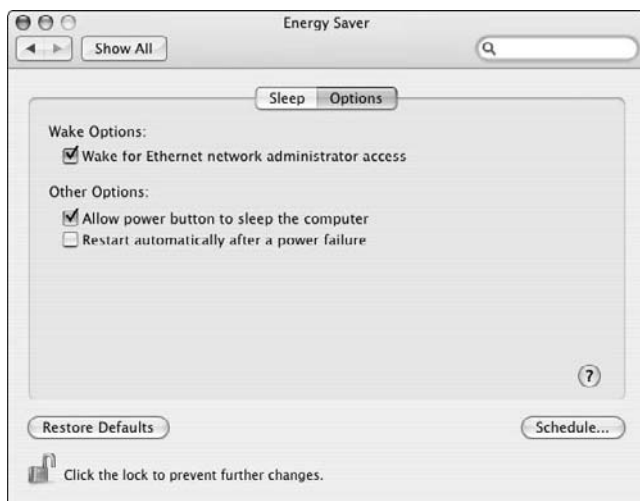 Energy Saver
Show All
Sleep Options
Wake Options:
Wake for Ethernet network administrator access
Other Options:
Allow power button to sleep the computer
Restart automatically after a power failure
?
Restore Defaults Schedule...
Click the lock to prevent further changes.